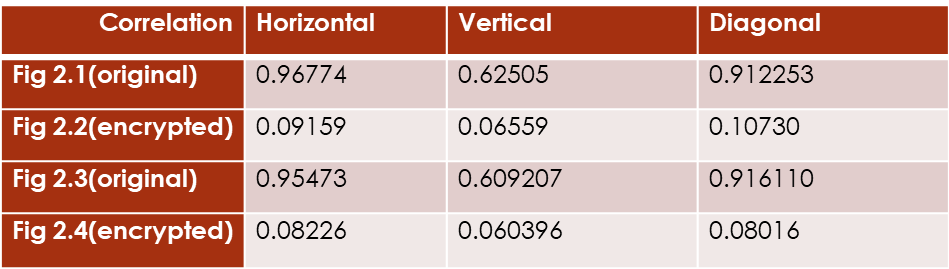 Correlation Horizontal Vertical Diagonal
Fig 2.1(original) 0.96774 0.62505 0.912253
Fig 2.2(encrypted) 0.09159 0.06559 0.10730
Fig 2.3(original) 0.95473 0.609207 0.916110
Fig 2.4(encrypted) 0.08226 0.060396 0.08016